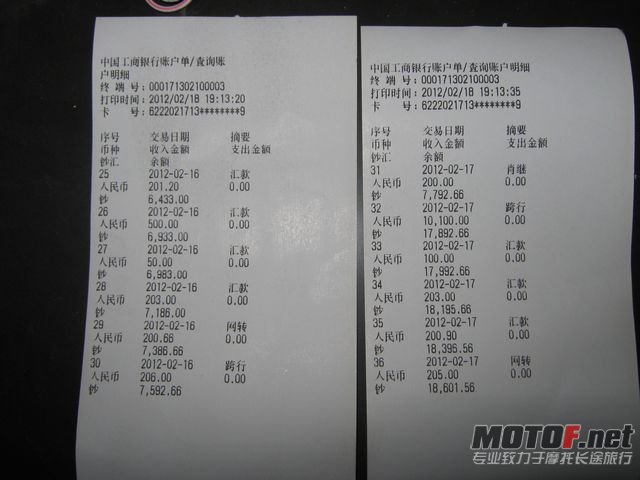 中国工商银行账户单/查询账
户明细
终 端 号：000171302100003
打印时间：2012/02/18 19:13:20
卡　　号：6222021713********9
序号 交易日期 摘要
币种 收入金额 支出金额
钞汇 余额
25 2012-02-16 汇款
人民币 201.20 0.00
钞 6,433.00
26 2012-02-16 汇款
人民币 500.00 0.00
钞 6,933.00
27 2012-02-16 汇款
人民币 50.00 0.00
钞 6,983.00
28 2012-02-16 汇款
人民币 203.00 0.00
钞 7,186.00
29 2012-02-16 网转
人民币 200.66 0.00
钞 7,386.66
30 2012-02-16 跨行
人民币 206.00 0.00
钞 7,592.66
中国工商银行账户单/查询账户明细
终 端 号：000171302100003
打印时间：2012/02/18 19:13:35
卡　　号：6222021713********9
序号 交易日期 摘要
币种 收入金额 支出金额
钞汇 余额
31 2012-02-17 肖继
人民币 200.00 0.00
钞 7,792.66
32 2012-02-17 跨行
人民币 10,100.00 0.00
钞 17,892.66
33 2012-02-17 汇款
人民币 100.00 0.00
钞 17,992.66
34 2012-02-17 汇款
人民币 203.00 0.00
钞 18,195.66
35 2012-02-17 汇款
人民币 200.90 0.00
钞 18,396.56
36 2012-02-17 网转
人民币 205.00 0.00
钞 18,601.56
MOTOF.net
专业致力于摩托长途旅行